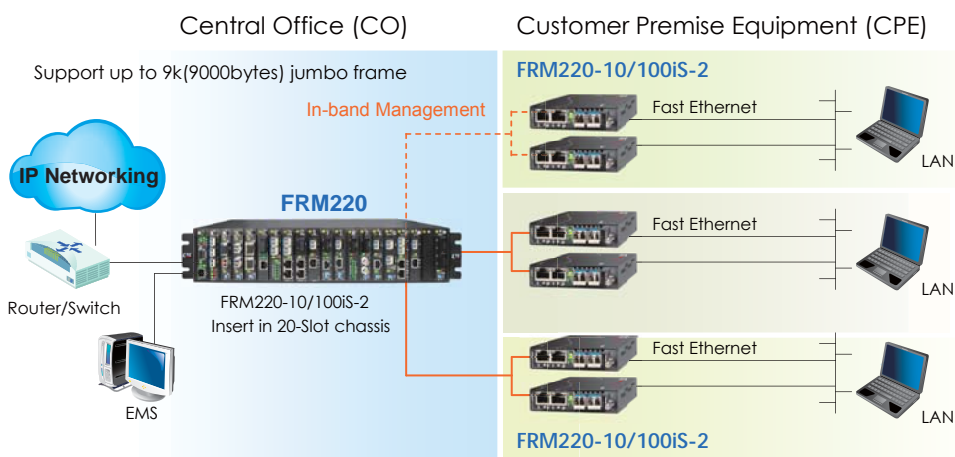 Central Office (CO)
Customer Premise Equipment (CPE)
Support up to 9k(9000bytes) jumbo frame
FRM220-10/100iS-2
In-band Management
Fast Ethernet
LAN
IP Networking
FRM220
Fast Ethernet
LAN
Router/Switch
FRM220-10/100iS-2
Insert in 20-Slot chassis
EMS
Fast Ethernet
LAN
FRM220-10/100iS-2